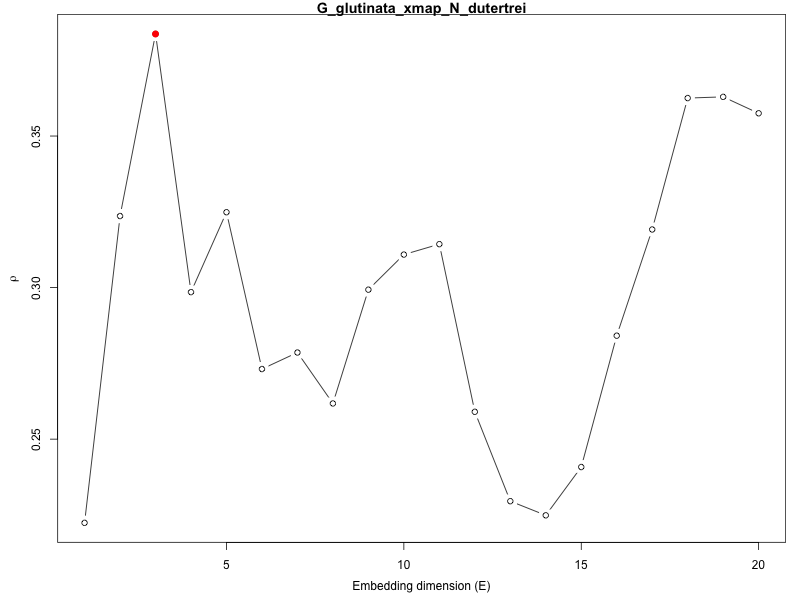 G_glutinata_xmap_N_dutertrei
0.35
0.30
0.25
ρ
5 10 15 20
Embedding dimension (E)